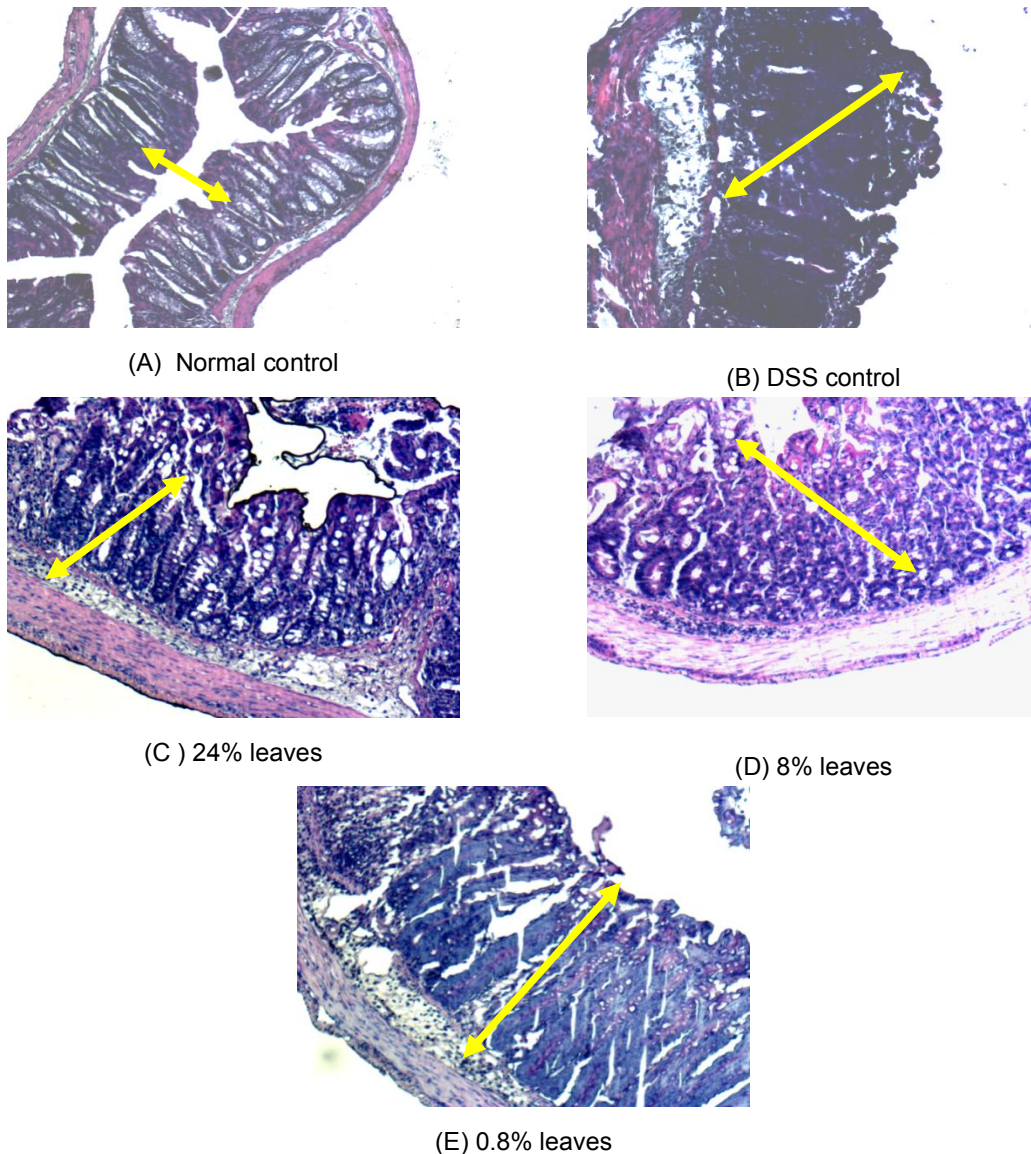 (A)  Normal control
(B) DSS control
(C ) 24% leaves
(D) 8% leaves
(E) 0.8% leaves